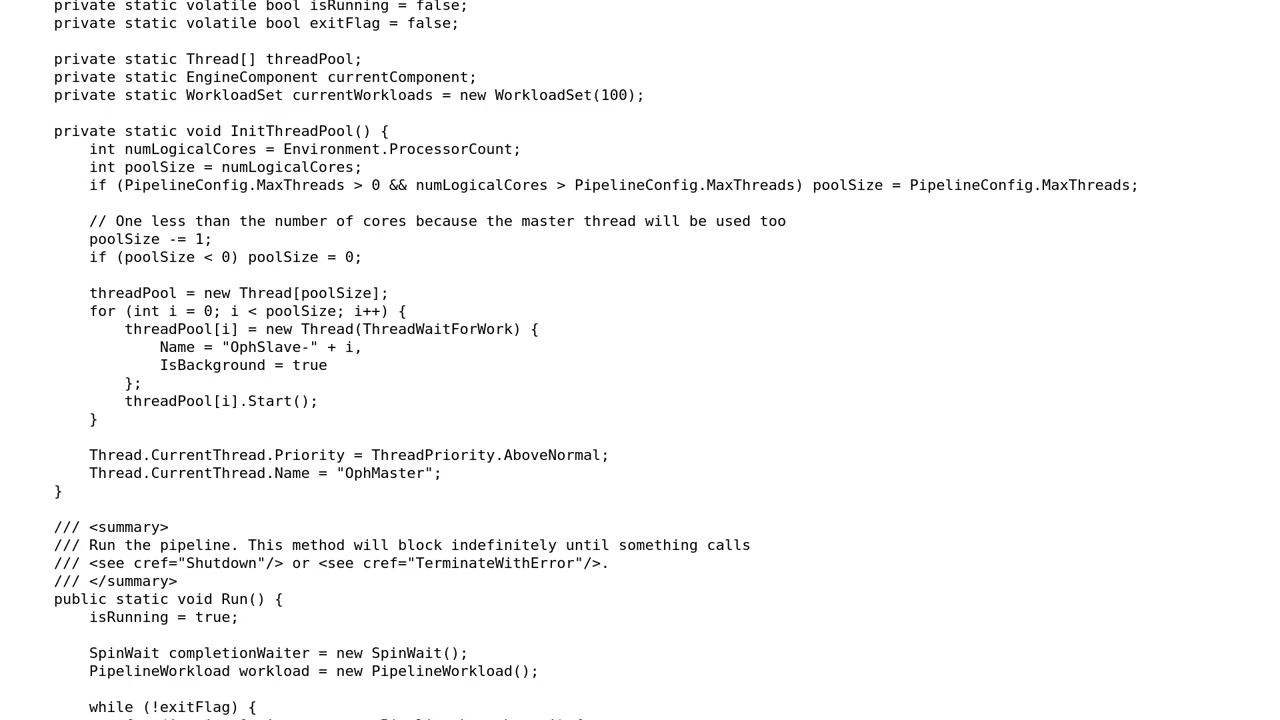 private static volatile bool isRunning = false;
private static volatile bool exitFlag = false;
private static Thread[] threadPool;
private static EngineComponent currentComponent;
private static WorkloadSet currentWorkloads = new WorkloadSet(100);
private static void InitThreadPool() {
int numLogicalCores = Environment.ProcessorCount;
int poolSize = numLogicalCores;
if (PipelineConfig.MaxThreads > 0 && numLogicalCores > PipelineConfig.MaxThreads) poolSize = PipelineConfig.MaxThreads;
// One less than the number of cores because the master thread will be used too
poolSize -= 1;
if (poolSize < 0) poolSize = 0;
threadPool = new Thread[poolSize];
for (int i = 0; i < poolSize; i++) {
threadPool[i] = new Thread(ThreadWaitForWork) {
Name = "OphSlave-" + i,
IsBackground = true
};
threadPool[i].Start();
}
Thread.CurrentThread.Priority = ThreadPriority.AboveNormal;
Thread.CurrentThread.Name = "OphMaster";
}
/// <summary>
/// Run the pipeline. This method will block indefinitely until something calls
/// <see cref="Shutdown"/> or <see cref="TerminateWithError"/>.
/// </summary>
public static void Run() {
isRunning = true;
SpinWait completionWaiter = new SpinWait();
PipelineWorkload workload = new PipelineWorkload();
while (!exitFlag) {